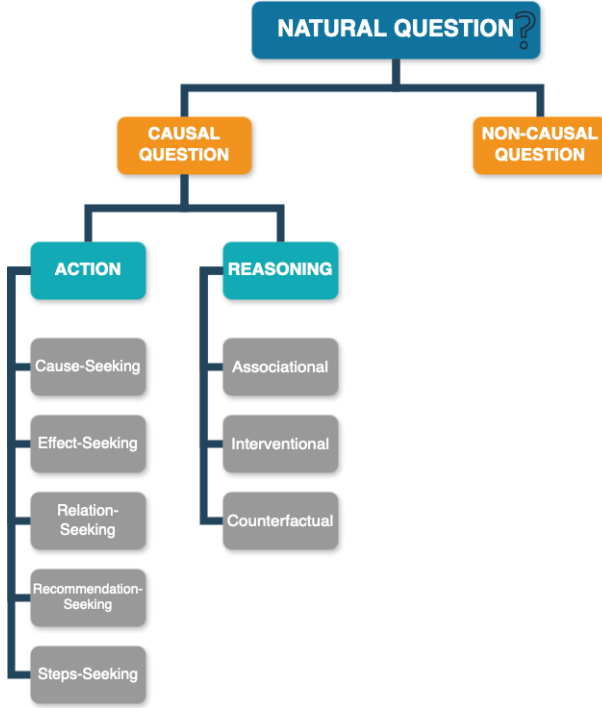 NATURAL QUESTION?
CAUSAL
QUESTION
NON-CAUSAL
QUESTION
ACTION
REASONING
Cause-Seeking
Associational
Effect-Seeking
Interventional
Relation-
Seeking
Counterfactual
Recommendation-
Seeking
Steps-Seeking